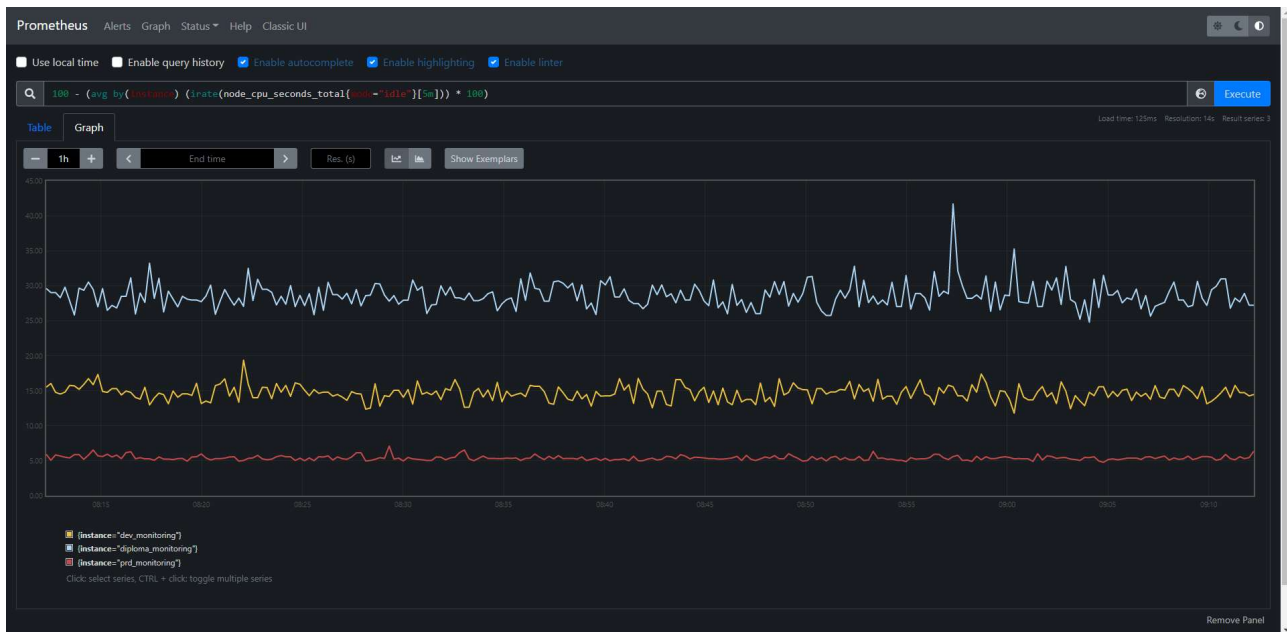 Prometheus Alerts Graph Status Help Classic UI
Use local time Enable query history Enable autocomplete Enable highlighting Enable linter
100 - (avg by(instance) (irate(node_cpu_seconds_total{mode="idle"}[5m])) * 100)
Execute
Load time: 125ms Resolution: 14s Result series: 3
Table Graph
− 1h + < End time > Res. (s) Show Exemplars
45.00
40.00
35.00
30.00
25.00
20.00
15.00
10.00
5.00
0.00
08:15 08:20 08:25 08:30 08:35 08:40 08:45 08:50 08:55 09:00 09:05 09:10
{instance="dev_monitoring"}
{instance="diploma_monitoring"}
{instance="prd_monitoring"}
Click: select series, CTRL + click: toggle multiple series
Remove Panel